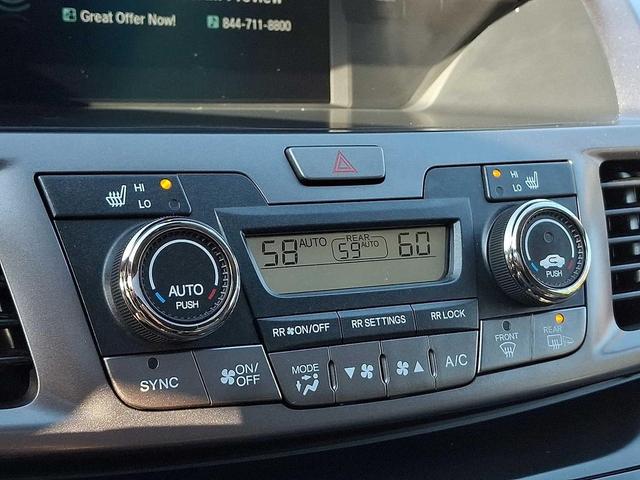 Great Offer Now!
844-711-8800
HI
LO
HI
LO
58 AUTO
REAR
59 AUTO
60
AUTO
PUSH
PUSH
RR ON/OFF
RR SETTINGS
RR LOCK
SYNC
ON/
OFF
MODE
A/C
FRONT
REAR